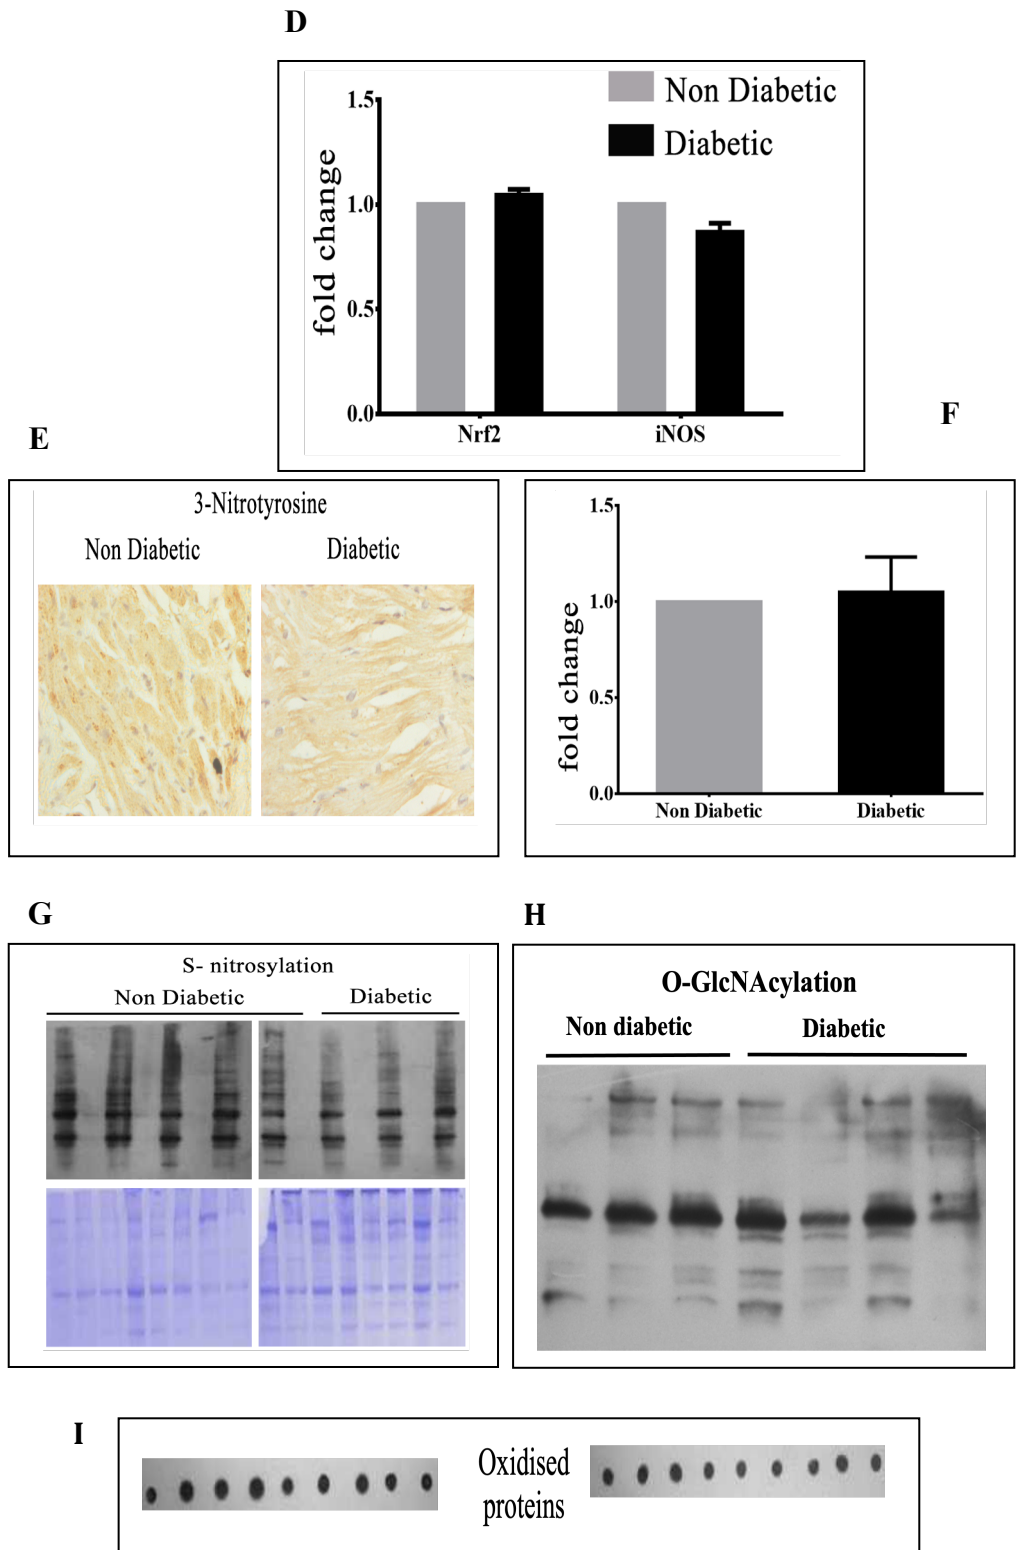 D
Non Diabetic
Diabetic
fold change
1.5
1.0
0.5
0.0
Nrf2
iNOS
E
3-Nitrotyrosine
Non Diabetic
Diabetic
F
fold change
1.5
1.0
0.5
0.0
Non Diabetic
Diabetic
G
S- nitrosylation
Non Diabetic
Diabetic
H
O-GlcNAcylation
Non diabetic
Diabetic
I
Oxidised
proteins